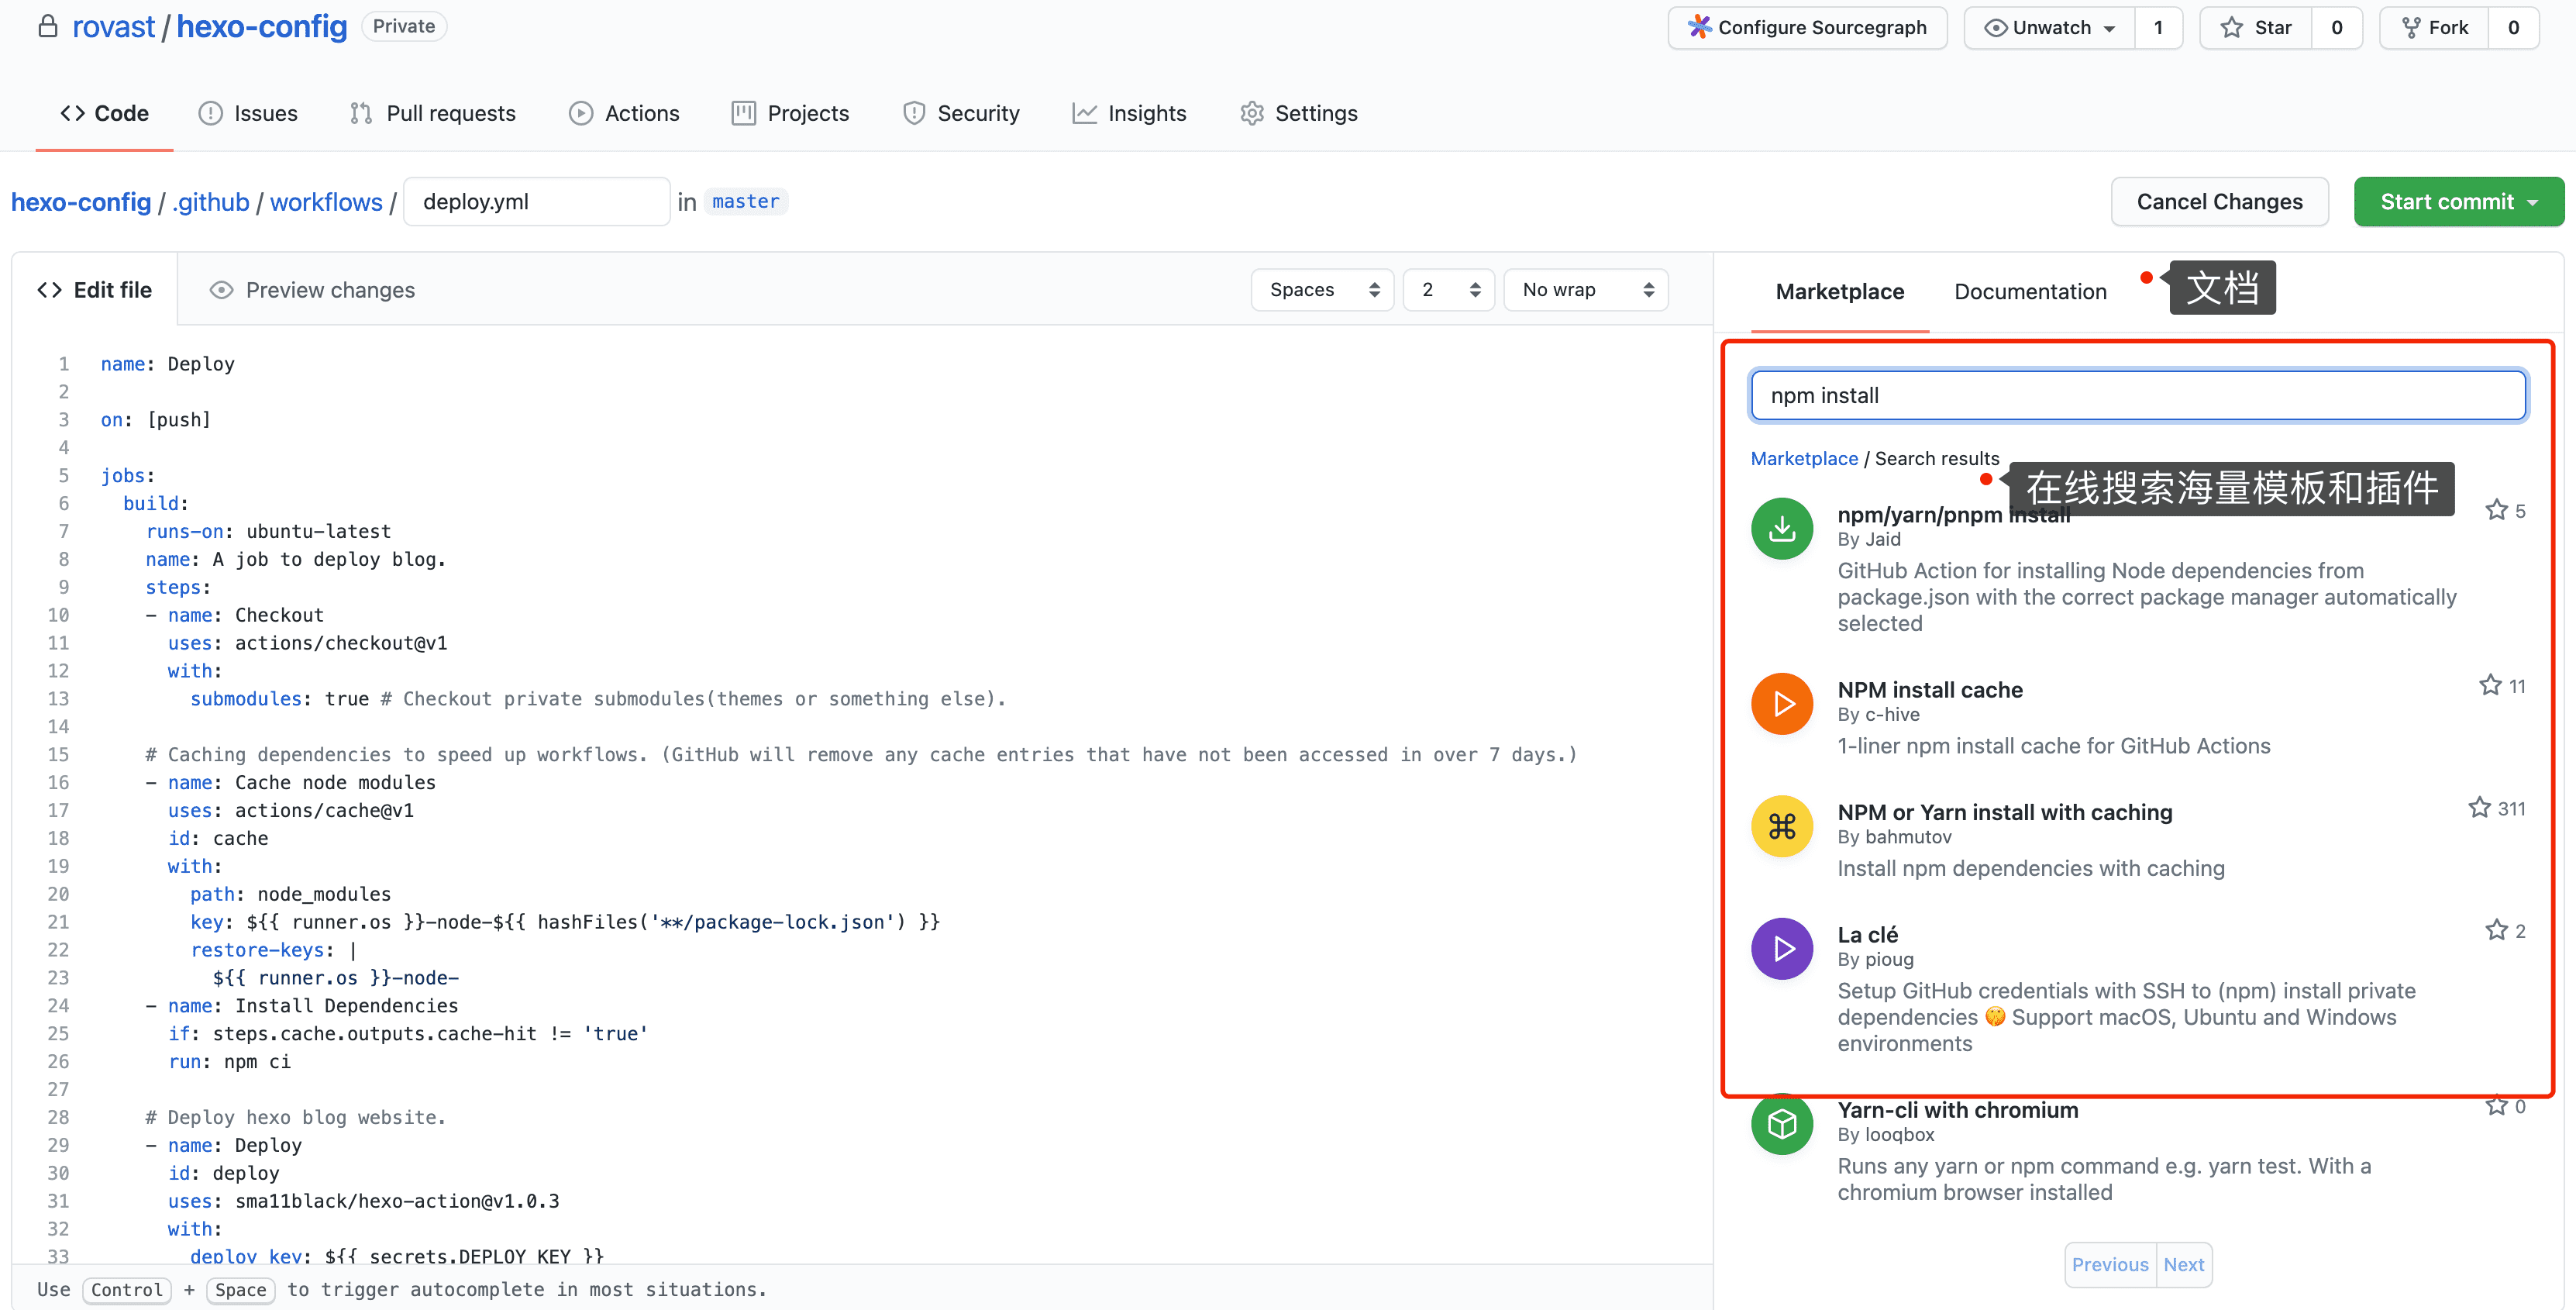 rovast / hexo-config Private
Configure Sourcegraph Unwatch 1 Star 0 Fork 0
Code Issues Pull requests Actions Projects Security Insights Settings
hexo-config / .github / workflows / deploy.yml in master
Cancel Changes Start commit
Edit file Preview changes Spaces 2 No wrap
1 name: Deploy
2
3 on: [push]
4
5 jobs:
6 build:
7 runs-on: ubuntu-latest
8 name: A job to deploy blog.
9 steps:
10 - name: Checkout
11 uses: actions/checkout@v1
12 with:
13 submodules: true # Checkout private submodules(themes or something else).
14
15 # Caching dependencies to speed up workflows. (GitHub will remove any cache entries that have not been accessed in over 7 days.)
16 - name: Cache node modules
17 uses: actions/cache@v1
18 id: cache
19 with:
20 path: node_modules
21 key: ${{ runner.os }}-node-${{ hashFiles('**/package-lock.json') }}
22 restore-keys: |
23 ${{ runner.os }}-node-
24 - name: Install Dependencies
25 if: steps.cache.outputs.cache-hit != 'true'
26 run: npm ci
27
28 # Deploy hexo blog website.
29 - name: Deploy
30 id: deploy
31 uses: sma11black/hexo-action@v1.0.3
32 with:
33 deploy_key: ${{ secrets.DEPLOY_KEY }}
Use Control + Space to trigger autocomplete in most situations.
Marketplace Documentation
文档
npm install
Marketplace / Search results
在线搜索海量模板和插件
npm/yarn/pnpm install 5
By Jaid
GitHub Action for installing Node dependencies from
package.json with the correct package manager automatically
selected
NPM install cache 11
By c-hive
1-liner npm install cache for GitHub Actions
NPM or Yarn install with caching 311
By bahmutov
Install npm dependencies with caching
La clé 2
By pioug
Setup GitHub credentials with SSH to (npm) install private
dependencies 🤫 Support macOS, Ubuntu and Windows
environments
Yarn-cli with chromium 0
By looqbox
Runs any yarn or npm command e.g. yarn test. With a
chromium browser installed
Previous Next